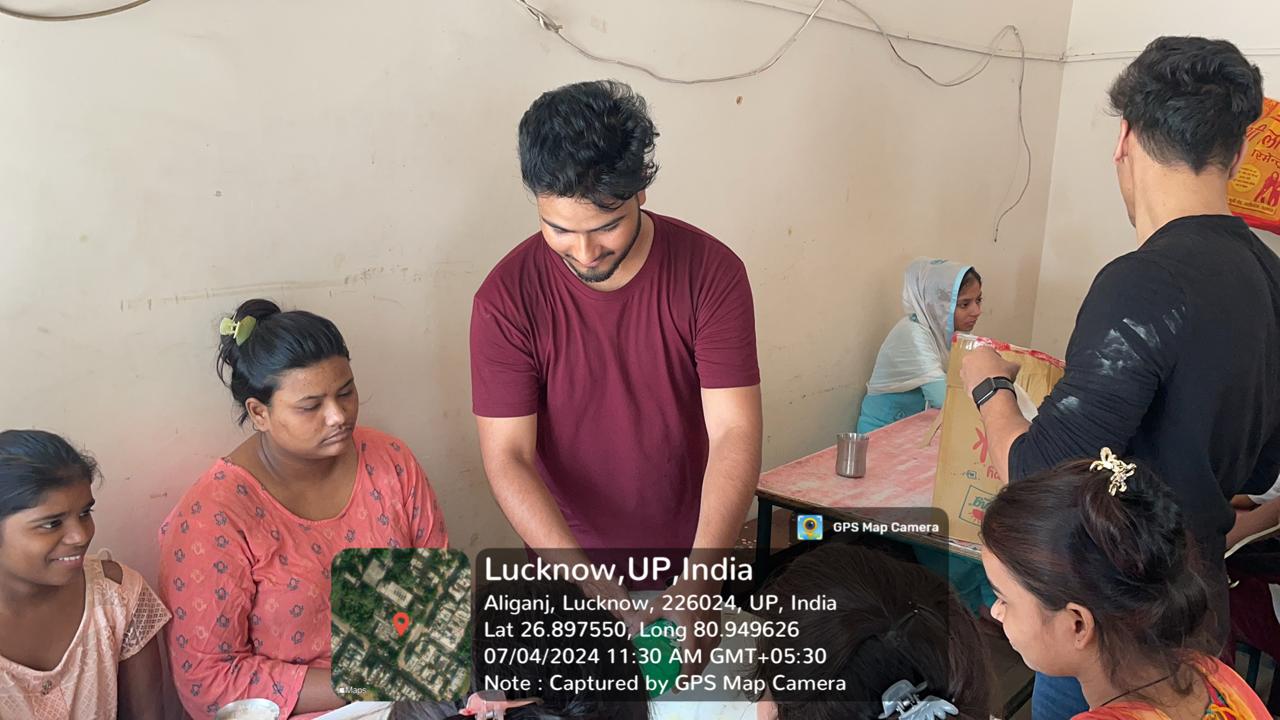 GPS Map Camera
Lucknow,UP,India
Aliganj, Lucknow, 226024, UP, India
Lat 26.897550, Long 80.949626
07/04/2024 11:30 AM GMT+05:30
Note : Captured by GPS Map Camera
Maps